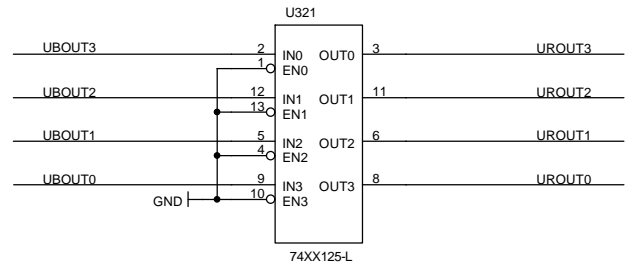 U321
UBOUT3 2 IN0 OUT0 3 UROUT3
1 EN0
UBOUT2 12 IN1 OUT1 11 UROUT2
13 EN1
UBOUT1 5 IN2 OUT2 6 UROUT1
4 EN2
UBOUT0 9 IN3 OUT3 8 UROUT0
GND 10 EN3
74XX125-L